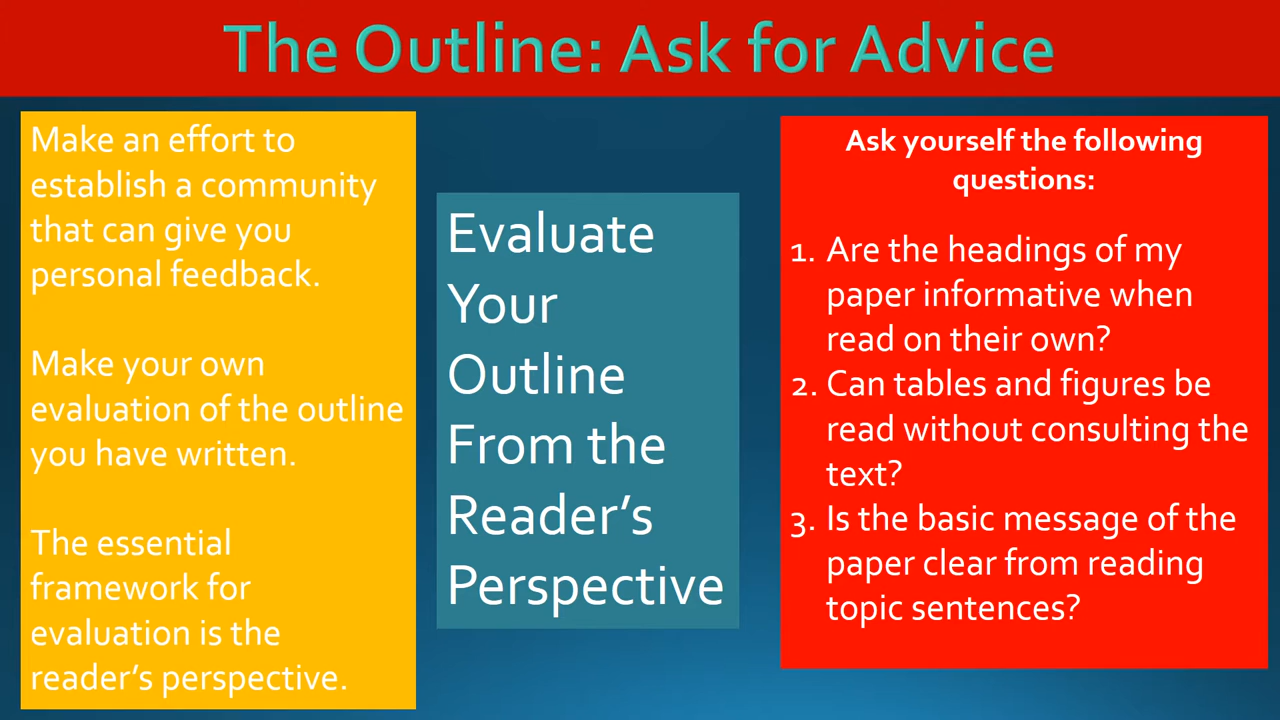 The Outline: Ask for Advice
Make an effort to
establish a community
that can give you
personal feedback.
Make your own
evaluation of the outline
you have written.
The essential
framework for
evaluation is the
reader’s perspective.
Evaluate
Your
Outline
From the
Reader’s
Perspective
Ask yourself the following
questions:
1. Are the headings of my
paper informative when
read on their own?
2. Can tables and figures be
read without consulting the
text?
3. Is the basic message of the
paper clear from reading
topic sentences?